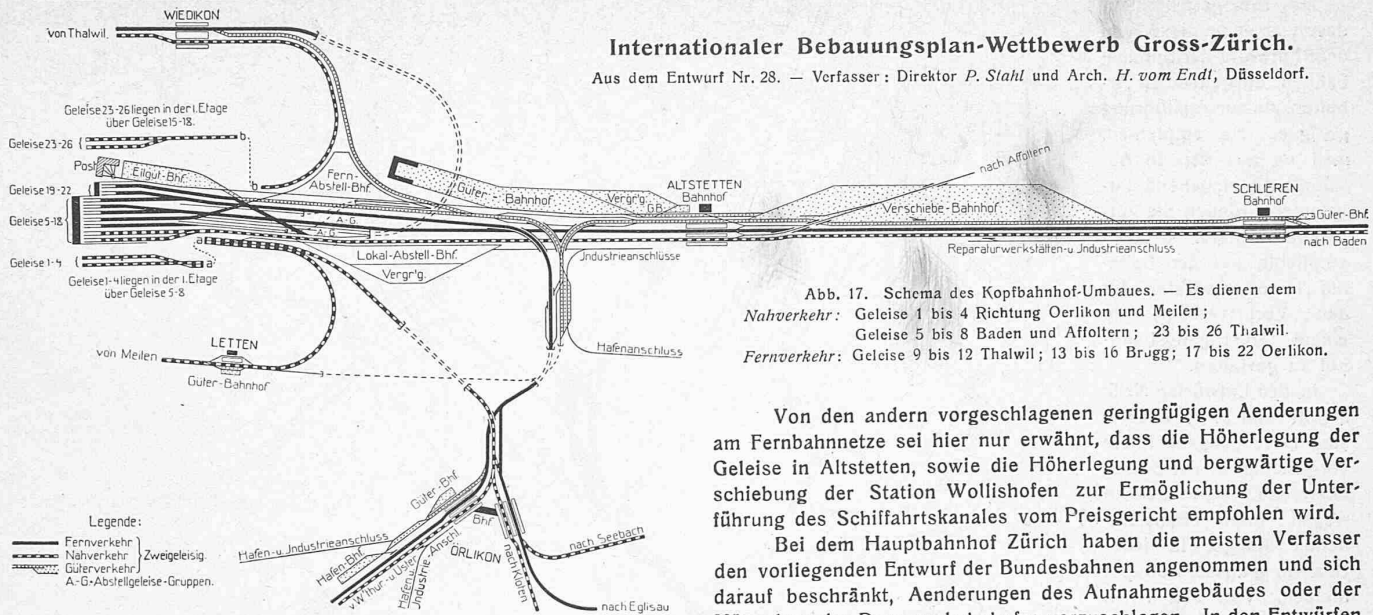 Internationaler Bebauungsplan-Wettbewerb Gross-Zürich.
Aus dem Entwurf Nr. 28. — Verfasser: Direktor P. Stahl und Arch. H. vom Endt, Düsseldorf.
WIEDIKON
von Thalwil.
Geleise 23-26 liegen in der I. Etage
über Geleise 15-18.
Geleise 23-26
b
b
Post
Eilgut-Bhf.
Fern-
Abstell-Bhf.
Güter-
Bahnhof
Vergr'g.
G.B.
ALTSTETTEN
Bahnhof
nach Affoltern
Verschiebe-Bahnhof
SCHLIEREN
Bahnhof
Güter-Bhf.
nach Baden
Geleise 19-22
Geleise 5-18
A.-G.
A.-G.
a
Geleise 1-4
a
Lokal-Abstell-Bhf.
Vergr'g.
Jndustrieanschlüsse
Reparaturwerkstätten-u Jndustrieanschluss
Geleise 1-4 liegen in der I. Etage
über Geleise 5-8
Abb. 17. Schema des Kopfbahnhof-Umbaues. — Es dienen dem
Nahverkehr: Geleise 1 bis 4 Richtung Oerlikon und Meilen;
Geleise 5 bis 8 Baden und Affoltern; 23 bis 26 Thalwil.
Fernverkehr: Geleise 9 bis 12 Thalwil; 13 bis 16 Brugg; 17 bis 22 Oerlikon.
LETTEN
von Meilen
Güter-Bahnhof
Hafenanschluss
Von den andern vorgeschlagenen geringfügigen Aenderungen
am Fernbahnnetze sei hier nur erwähnt, dass die Höherlegung der
Geleise in Altstetten, sowie die Höherlegung und bergwärtige Ver-
schiebung der Station Wollishofen zur Ermöglichung der Unter-
führung des Schiffahrtskanales vom Preisgericht empfohlen wird.
Bei dem Hauptbahnhof Zürich haben die meisten Verfasser
den vorliegenden Entwurf der Bundesbahnen angenommen und sich
darauf beschränkt, Aenderungen des Aufnahmegebäudes oder der
In den Entwürfen
Güter-Bhf
Bhf.
ÖRLIKON
Hafen-u. Jndustrieanschluss
Hafen-Bhf.
v. W'thur-u Uster
Hafen u.
Jndustrie-Anschl.
nach Kloten
nach Seebach
nach Eglisau
Legende:
Fernverkehr
Nahverkehr
Güterverkehr
Zweigeleisig.
A.-G. Abstellgeleise-Gruppen.